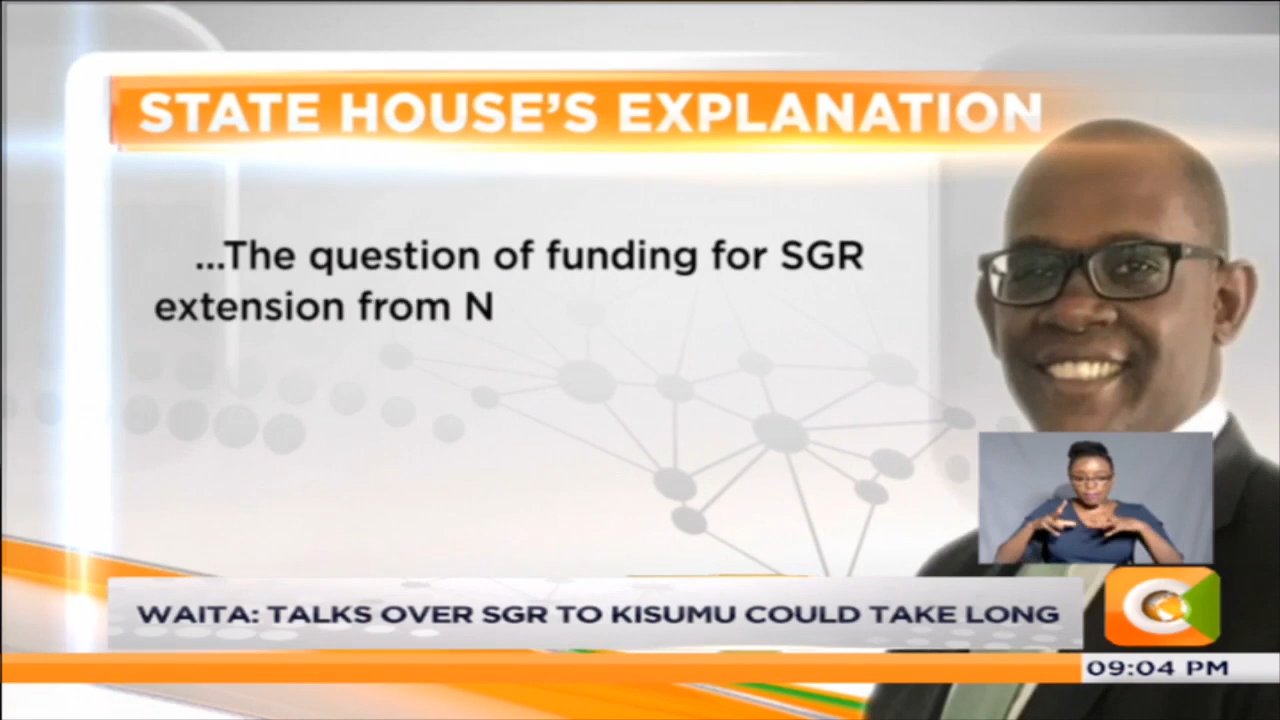 STATE HOUSE'S EXPLANATION
...The question of funding for SGR
extension from N
WAITA: TALKS OVER SGR TO KISUMU COULD TAKE LONG
09:04 PM